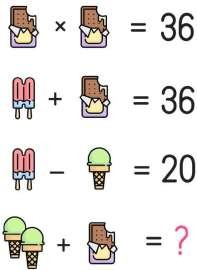 × = 36
+ = 36
− = 20
+ = ?